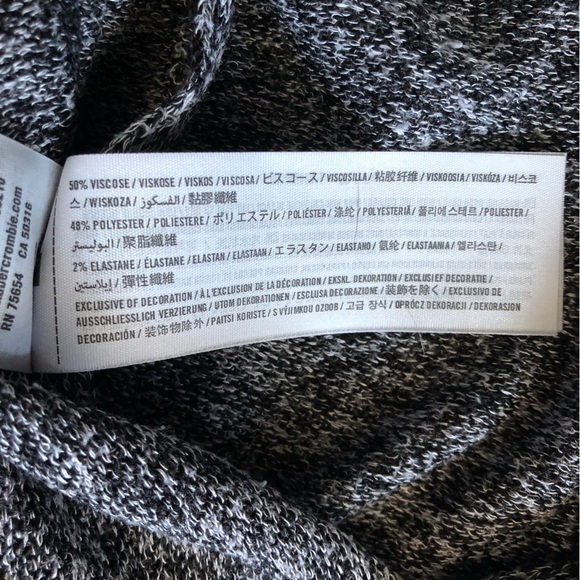 50% VISCOSE / VISKOSE / VISKOS / VISCOSA / ビスコース / VISCOSILLA / 粘胶纤维 / VISKOOSIA / VISKÓZA / 비스코
스 / WISKOZA / الفسكوز / 黏膠纖維
48% POLYESTER / POLIESTERE / ポリエステル / POLIÉSTER / 涤纶 / POLYESTERIÄ / 폴리에스테르 / POLYESTER /
البوليستر / 聚脂纖維
2% ELASTANE / ÉLASTHANNE / ELASTAN / ELASTAAN / エラスタン / ELASTANO / 氨纶 / ELASTAANIA / 엘라스탄 /
إيلاستين / 彈性纖維
EXCLUSIVE OF DECORATION / À L'EXCLUSION DE LA DÉCORATION / EKSKL. DEKORATION / EXCLUSIEF DECORATIE /
AUSSCHLIESSLICH VERZIERUNG / UTOM DEKORATIONEN / ESCLUSA DECORAZIONE / 装飾を除く / EXCLUSIVO DE
DECORACIÓN / 装饰物除外 / PAITSI KORISTE / S VÝJIMKOU OZDOB / 고급 장식 / OPRÓCZ DEKORACJI / DEKORASJON
abercrombie.com
RN 75654 CA 50316